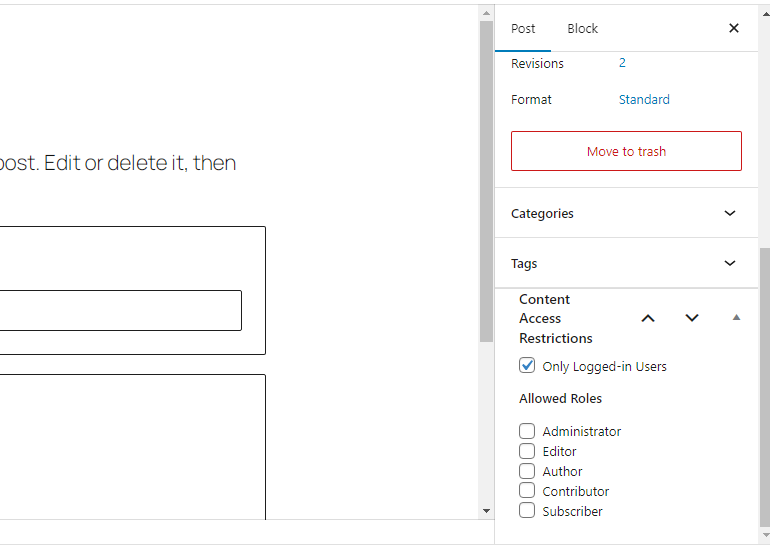 post. Edit or delete it, then
Post Block
Revisions 2
Format Standard
Move to trash
Categories
Tags
Content
Access
Restrictions
Only Logged-in Users
Allowed Roles
Administrator
Editor
Author
Contributor
Subscriber